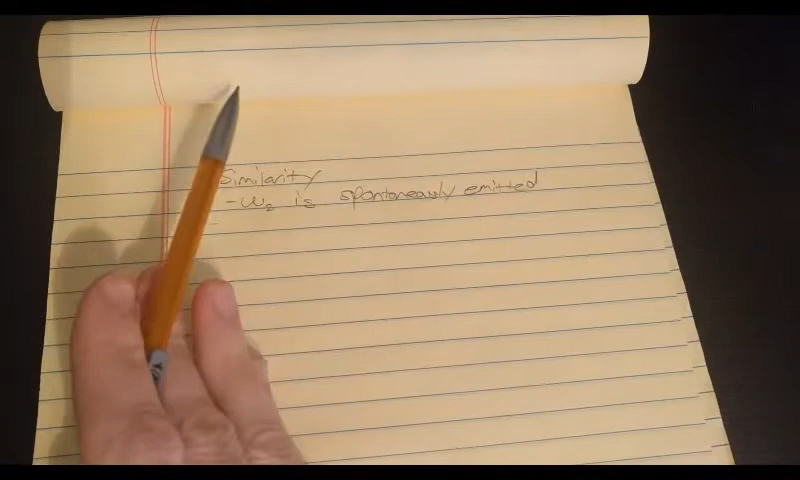 Similarity
- ω₂ is spontaneously emitted